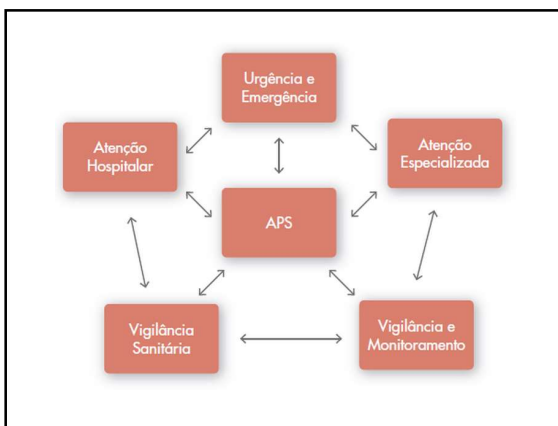 Urgência e
Emergência
Atenção
Hospitalar
Atenção
Especializada
APS
Vigilância
Sanitária
Vigilância e
Monitoramento